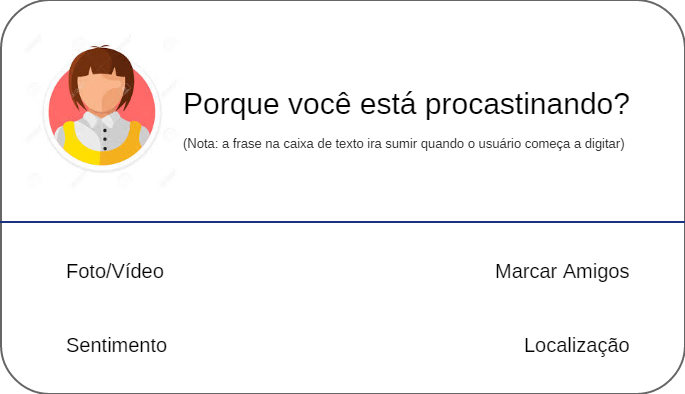 Porque você está procastinando?
(Nota: a frase na caixa de texto ira sumir quando o usuário começa a digitar)
Foto/Vídeo
Marcar Amigos
Sentimento
Localização